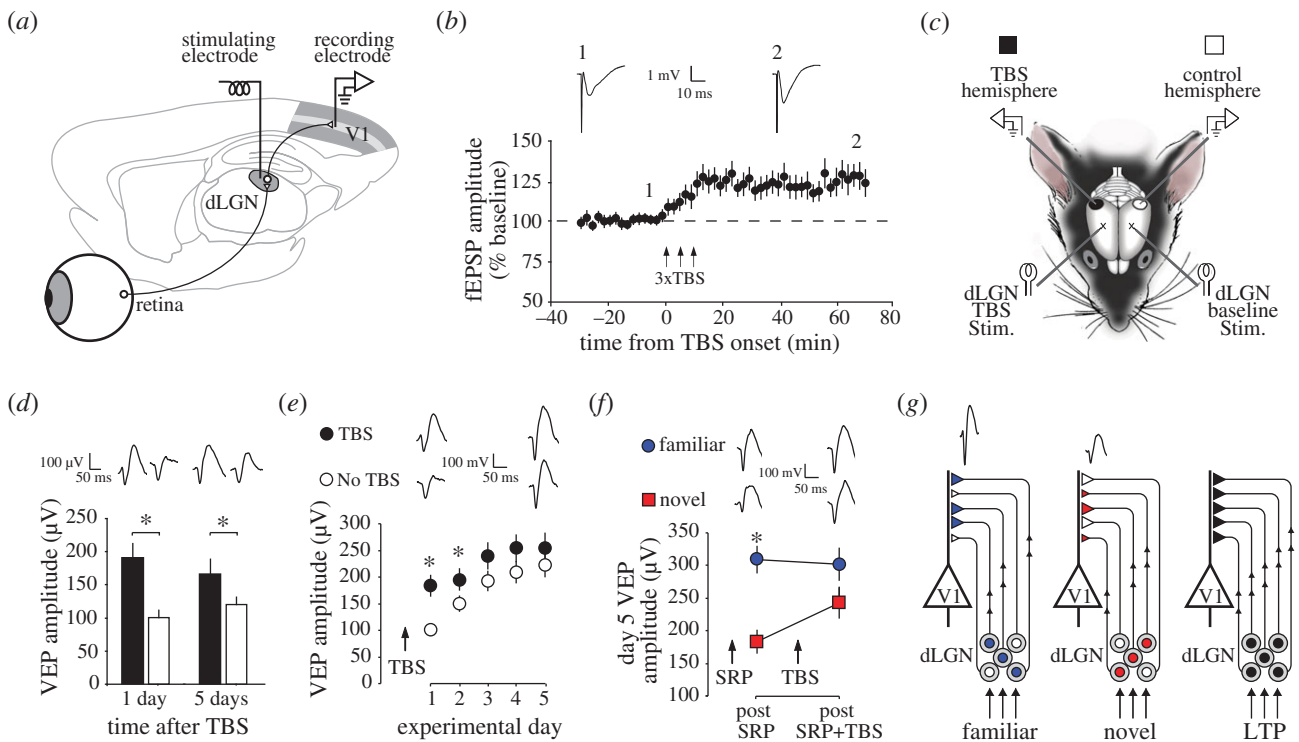 (a)
stimulating
electrode
recording
electrode
V1
dLGN
retina
(b)
1
2
1 mV
10 ms
fEPSP amplitude
(% baseline)
150
125
100
75
50
1
2
3xTBS
−40
−20
0
20
40
60
80
time from TBS onset (min)
(c)
TBS
hemisphere
control
hemisphere
dLGN
TBS
Stim.
dLGN
baseline
Stim.
(d)
100 µV
50 ms
VEP amplitude (µV)
250
200
150
100
50
0
*
*
1 day
5 days
time after TBS
(e)
TBS
No TBS
100 mV
50 ms
VEP amplitude (µV)
300
250
200
150
100
50
0
*
*
TBS
1
2
3
4
5
experimental day
(f)
familiar
novel
100 mV
50 ms
day 5 VEP
amplitude (µV)
350
300
250
200
150
100
*
SRP
TBS
post
SRP
post
SRP+TBS
(g)
V1
dLGN
familiar
V1
dLGN
novel
V1
dLGN
LTP